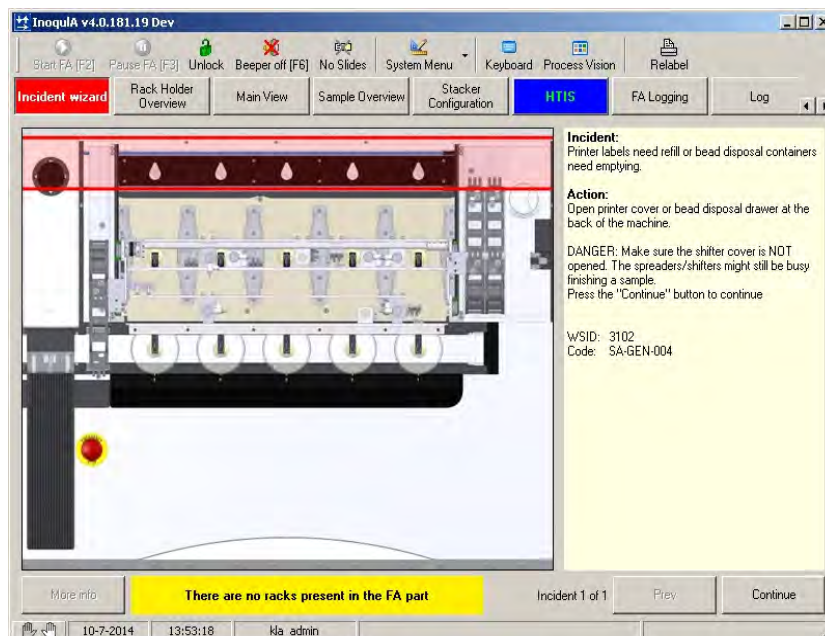 InoqulA v4.0.181.19 Dev
Start FA [F2] Pause FA [F3] Unlock Beeper off [F6] No Slides System Menu Keyboard Process Vision Relabel
Incident wizard
Rack Holder
Overview
Main View
Sample Overview
Stacker
Configuration
HTIS
FA Logging
Log
Incident:
Printer labels need refill or bead disposal containers
need emptying.
Action:
Open printer cover or bead disposal drawer at the
back of the machine.
DANGER: Make sure the shifter cover is NOT
opened. The spreaders/shifters might still be busy
finishing a sample.
Press the "Continue" button to continue
WSID: 3102
Code: SA-GEN-004
More info
There are no racks present in the FA part
Incident 1 of 1
Prev
Continue
10-7-2014 13:53:18 kla_admin